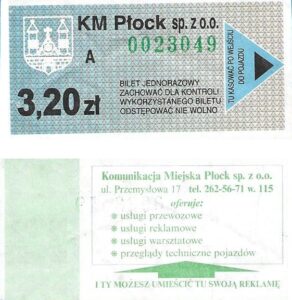 KM Płock sp. z o.o.
A
0023049
3,20 zł
BILET JEDNORAZOWY
ZACHOWAĆ DLA KONTROLI
WYKORZYSTANEGO BILETU
ODSTĘPOWAĆ NIE WOLNO
TU KASOWAĆ PO WEJŚCIU
DO POJAZDU
Komunikacja Miejska Płock sp. z o.o.
ul. Przemysłowa 17 tel. 262-56-71 w. 115
oferuje:
usługi przewozowe
usługi reklamowe
usługi warsztatowe
przeglądy techniczne pojazdów
I TY MOŻESZ UMIEŚCIĆ TU SWOJĄ REKLAMĘ